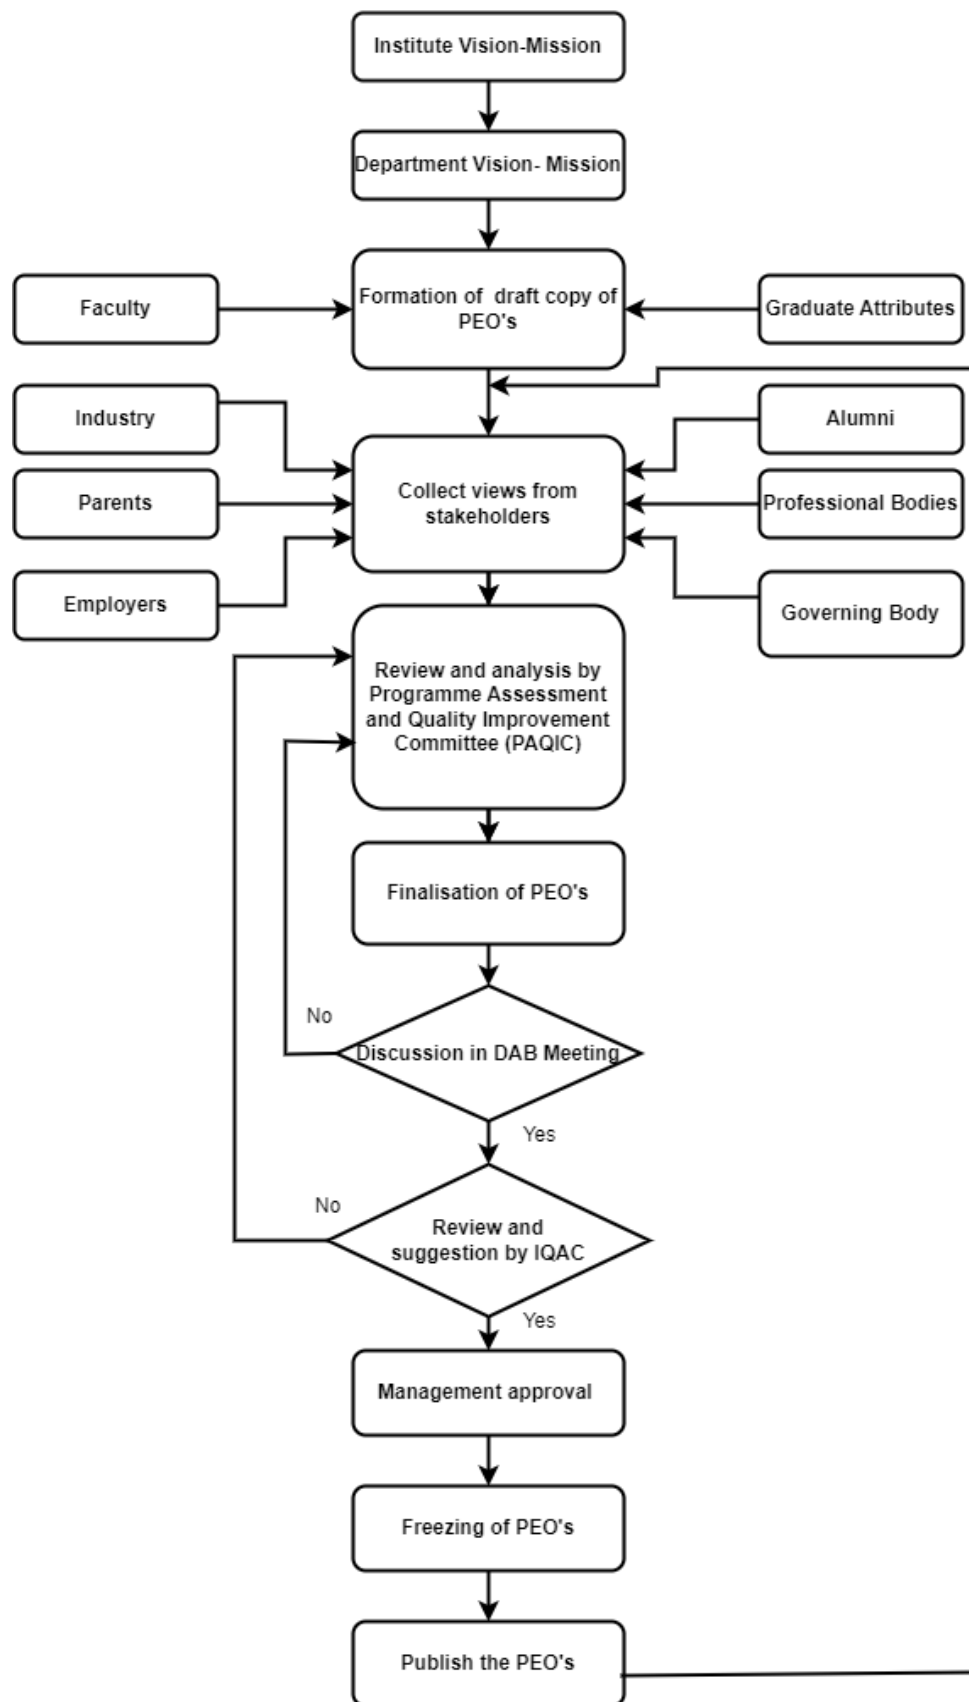 Institute Vision-Mission
Department Vision- Mission
Faculty
Formation of draft copy of
PEO's
Graduate Attributes
Industry
Alumni
Parents
Collect views from
stakeholders
Professional Bodies
Employers
Governing Body
Review and analysis by
Programme Assessment
and Quality Improvement
Committee (PAQIC)
Finalisation of PEO's
No
Discussion in DAB Meeting
Yes
No
Review and
suggestion by IQAC
Yes
Management approval
Freezing of PEO's
Publish the PEO's